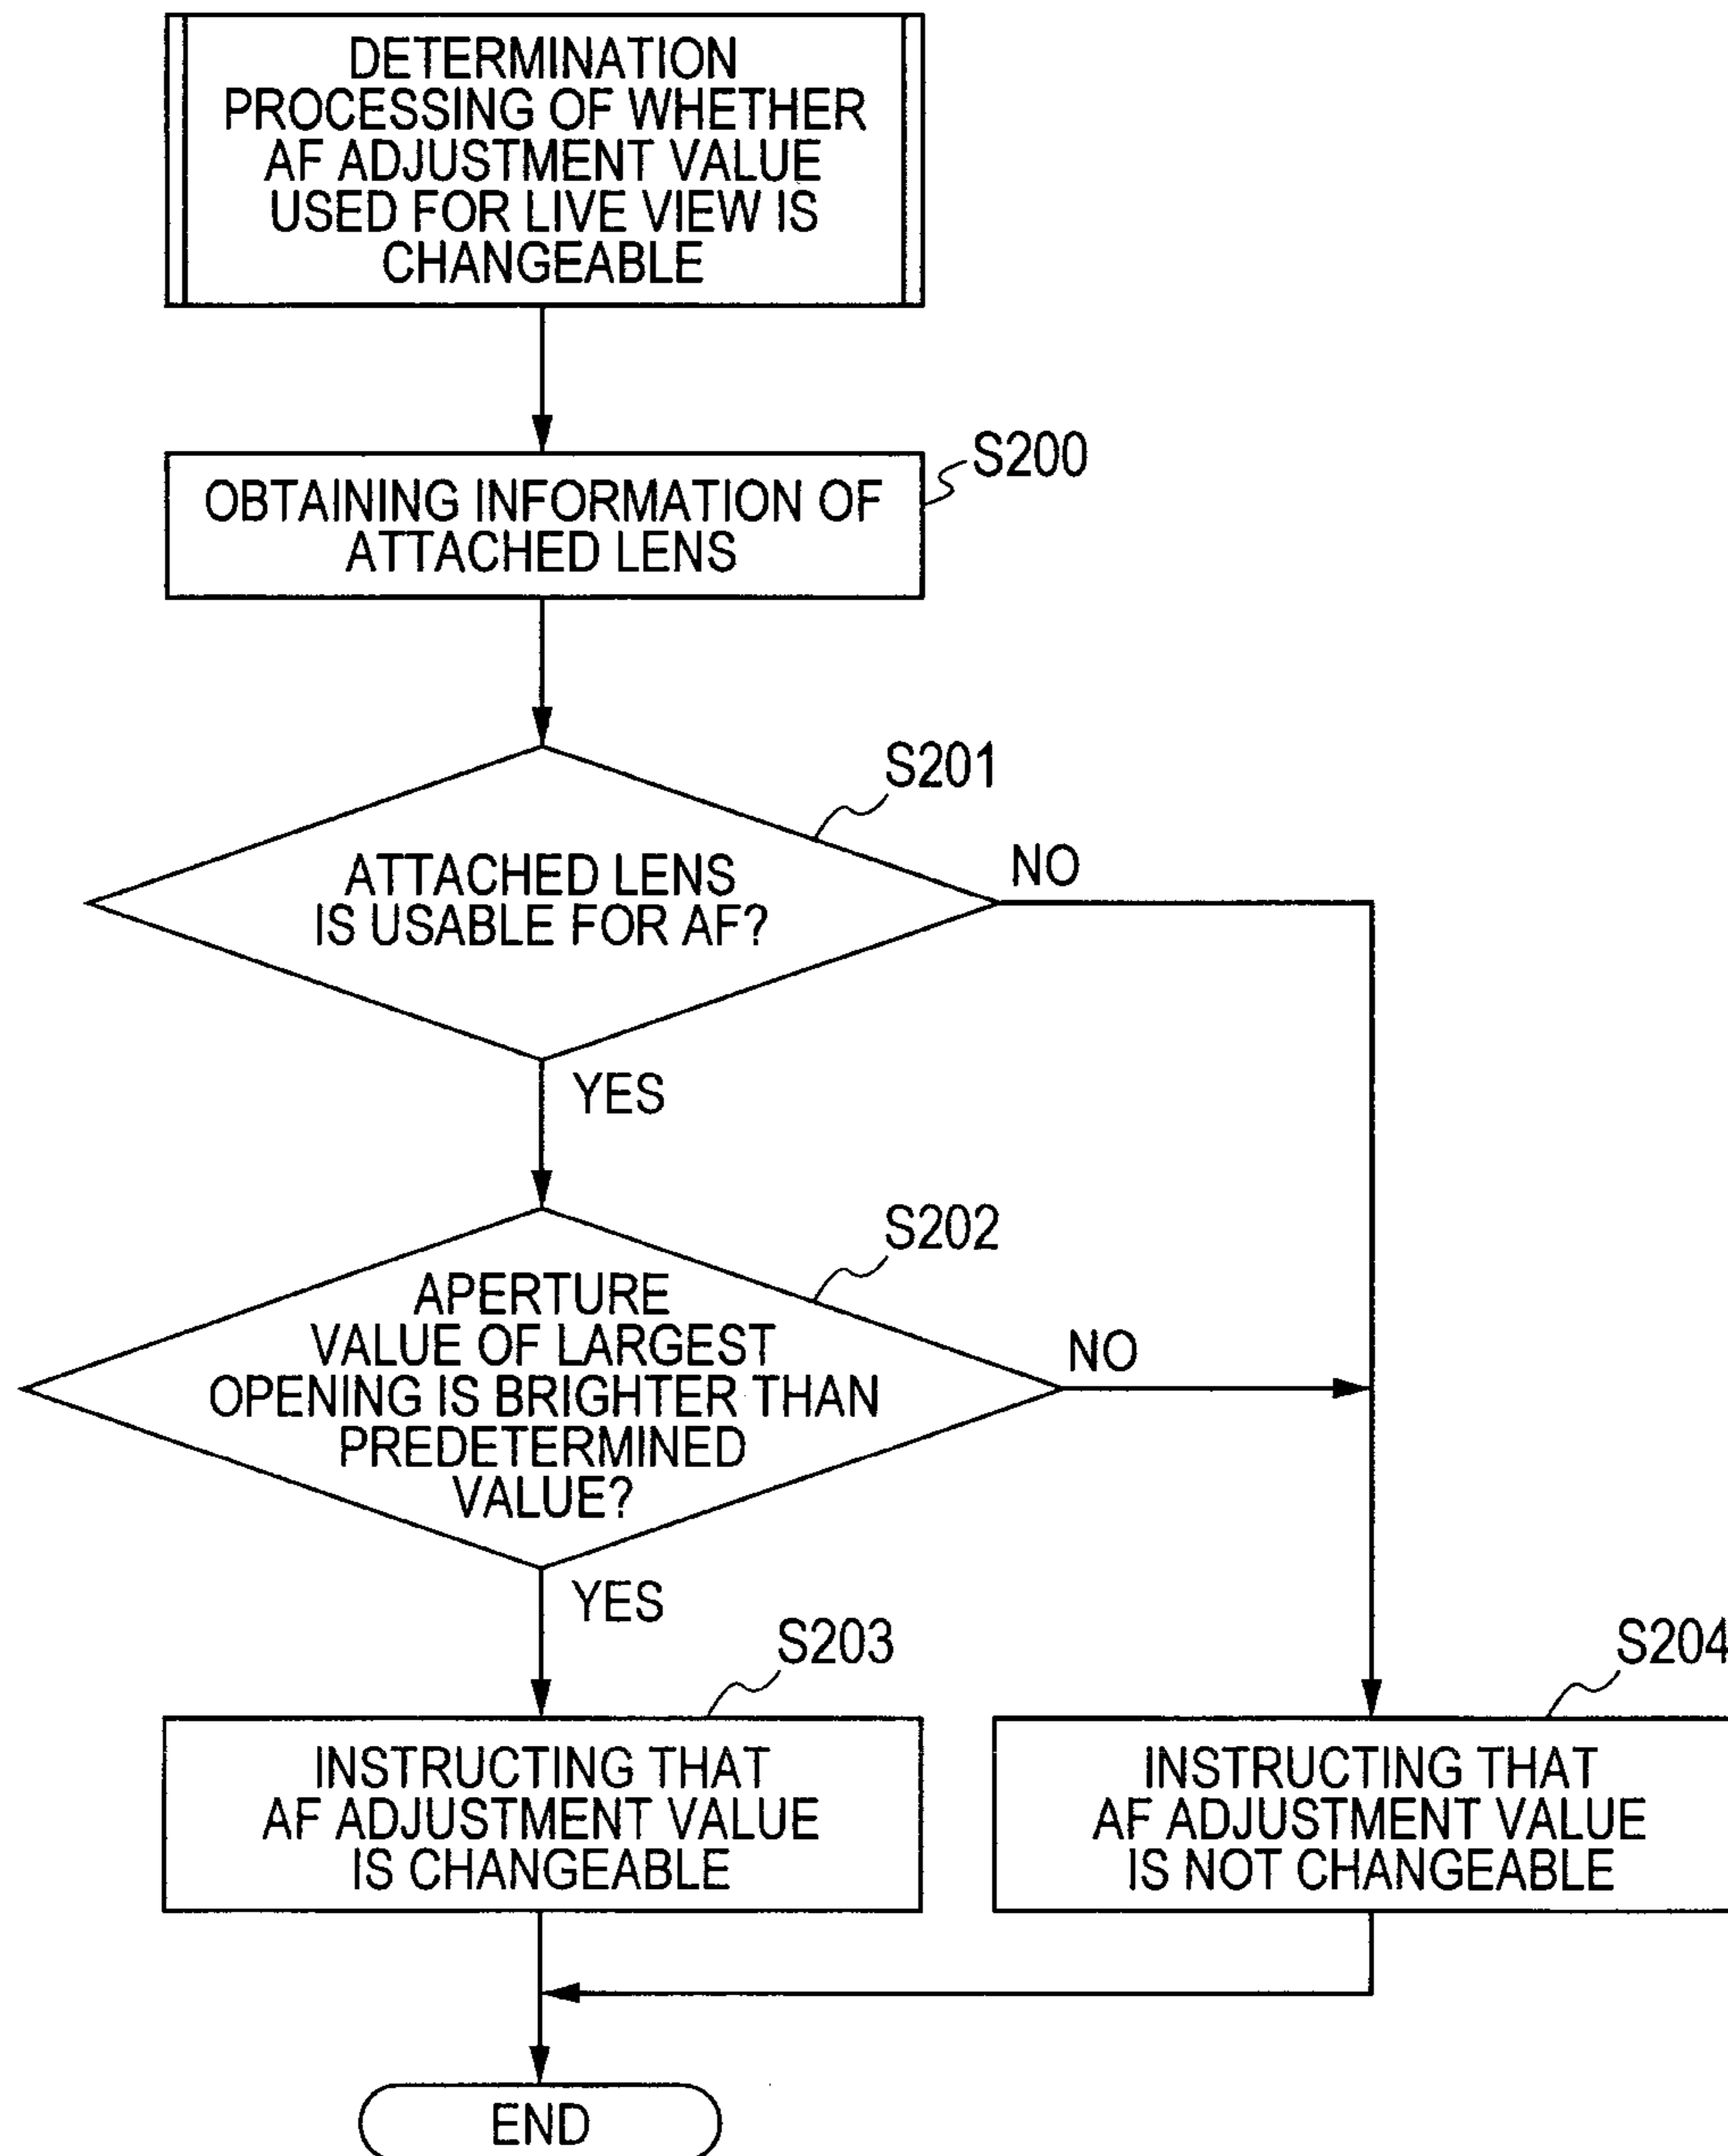 DETERMINATION
PROCESSING OF WHETHER
AF ADJUSTMENT VALUE
USED FOR LIVE VIEW IS
CHANGEABLE
S200
OBTAINING INFORMATION OF
ATTACHED LENS
S201
ATTACHED LENS
IS USABLE FOR AF?
NO
YES
S202
APERTURE
VALUE OF LARGEST
OPENING IS BRIGHTER THAN
PREDETERMINED
VALUE?
NO
YES
S203
INSTRUCTING THAT
AF ADJUSTMENT VALUE
IS CHANGEABLE
S204
INSTRUCTING THAT
AF ADJUSTMENT VALUE
IS NOT CHANGEABLE
END